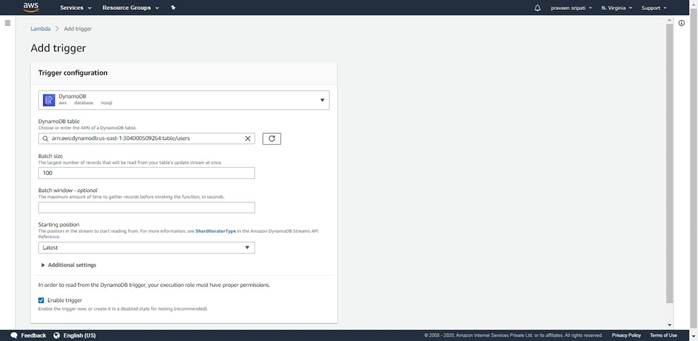 aws Services Resource Groups praveen sripati N. Virginia Support
Lambda > Add trigger
Add trigger
Trigger configuration
DynamoDB
aws database nosql
DynamoDB table
Choose or enter the ARN of a DynamoDB table.
arn:aws:dynamodb:us-east-1:304000509264:table/users
Batch size
The largest number of records that will be read from your table's update stream at once.
100
Batch window - optional
The maximum amount of time to gather records before invoking the function, in seconds.
Starting position
The position in the stream to start reading from. For more information, see ShardIteratorType in the Amazon DynamoDB Streams API
Reference.
Latest
Additional settings
In order to read from the DynamoDB trigger, your execution role must have proper permissions.
Enable trigger
Enable the trigger now, or create it in a disabled state for testing (recommended).
Feedback English (US) © 2008 - 2020, Amazon Internet Services Private Ltd. or its affiliates. All rights reserved. Privacy Policy Terms of Use